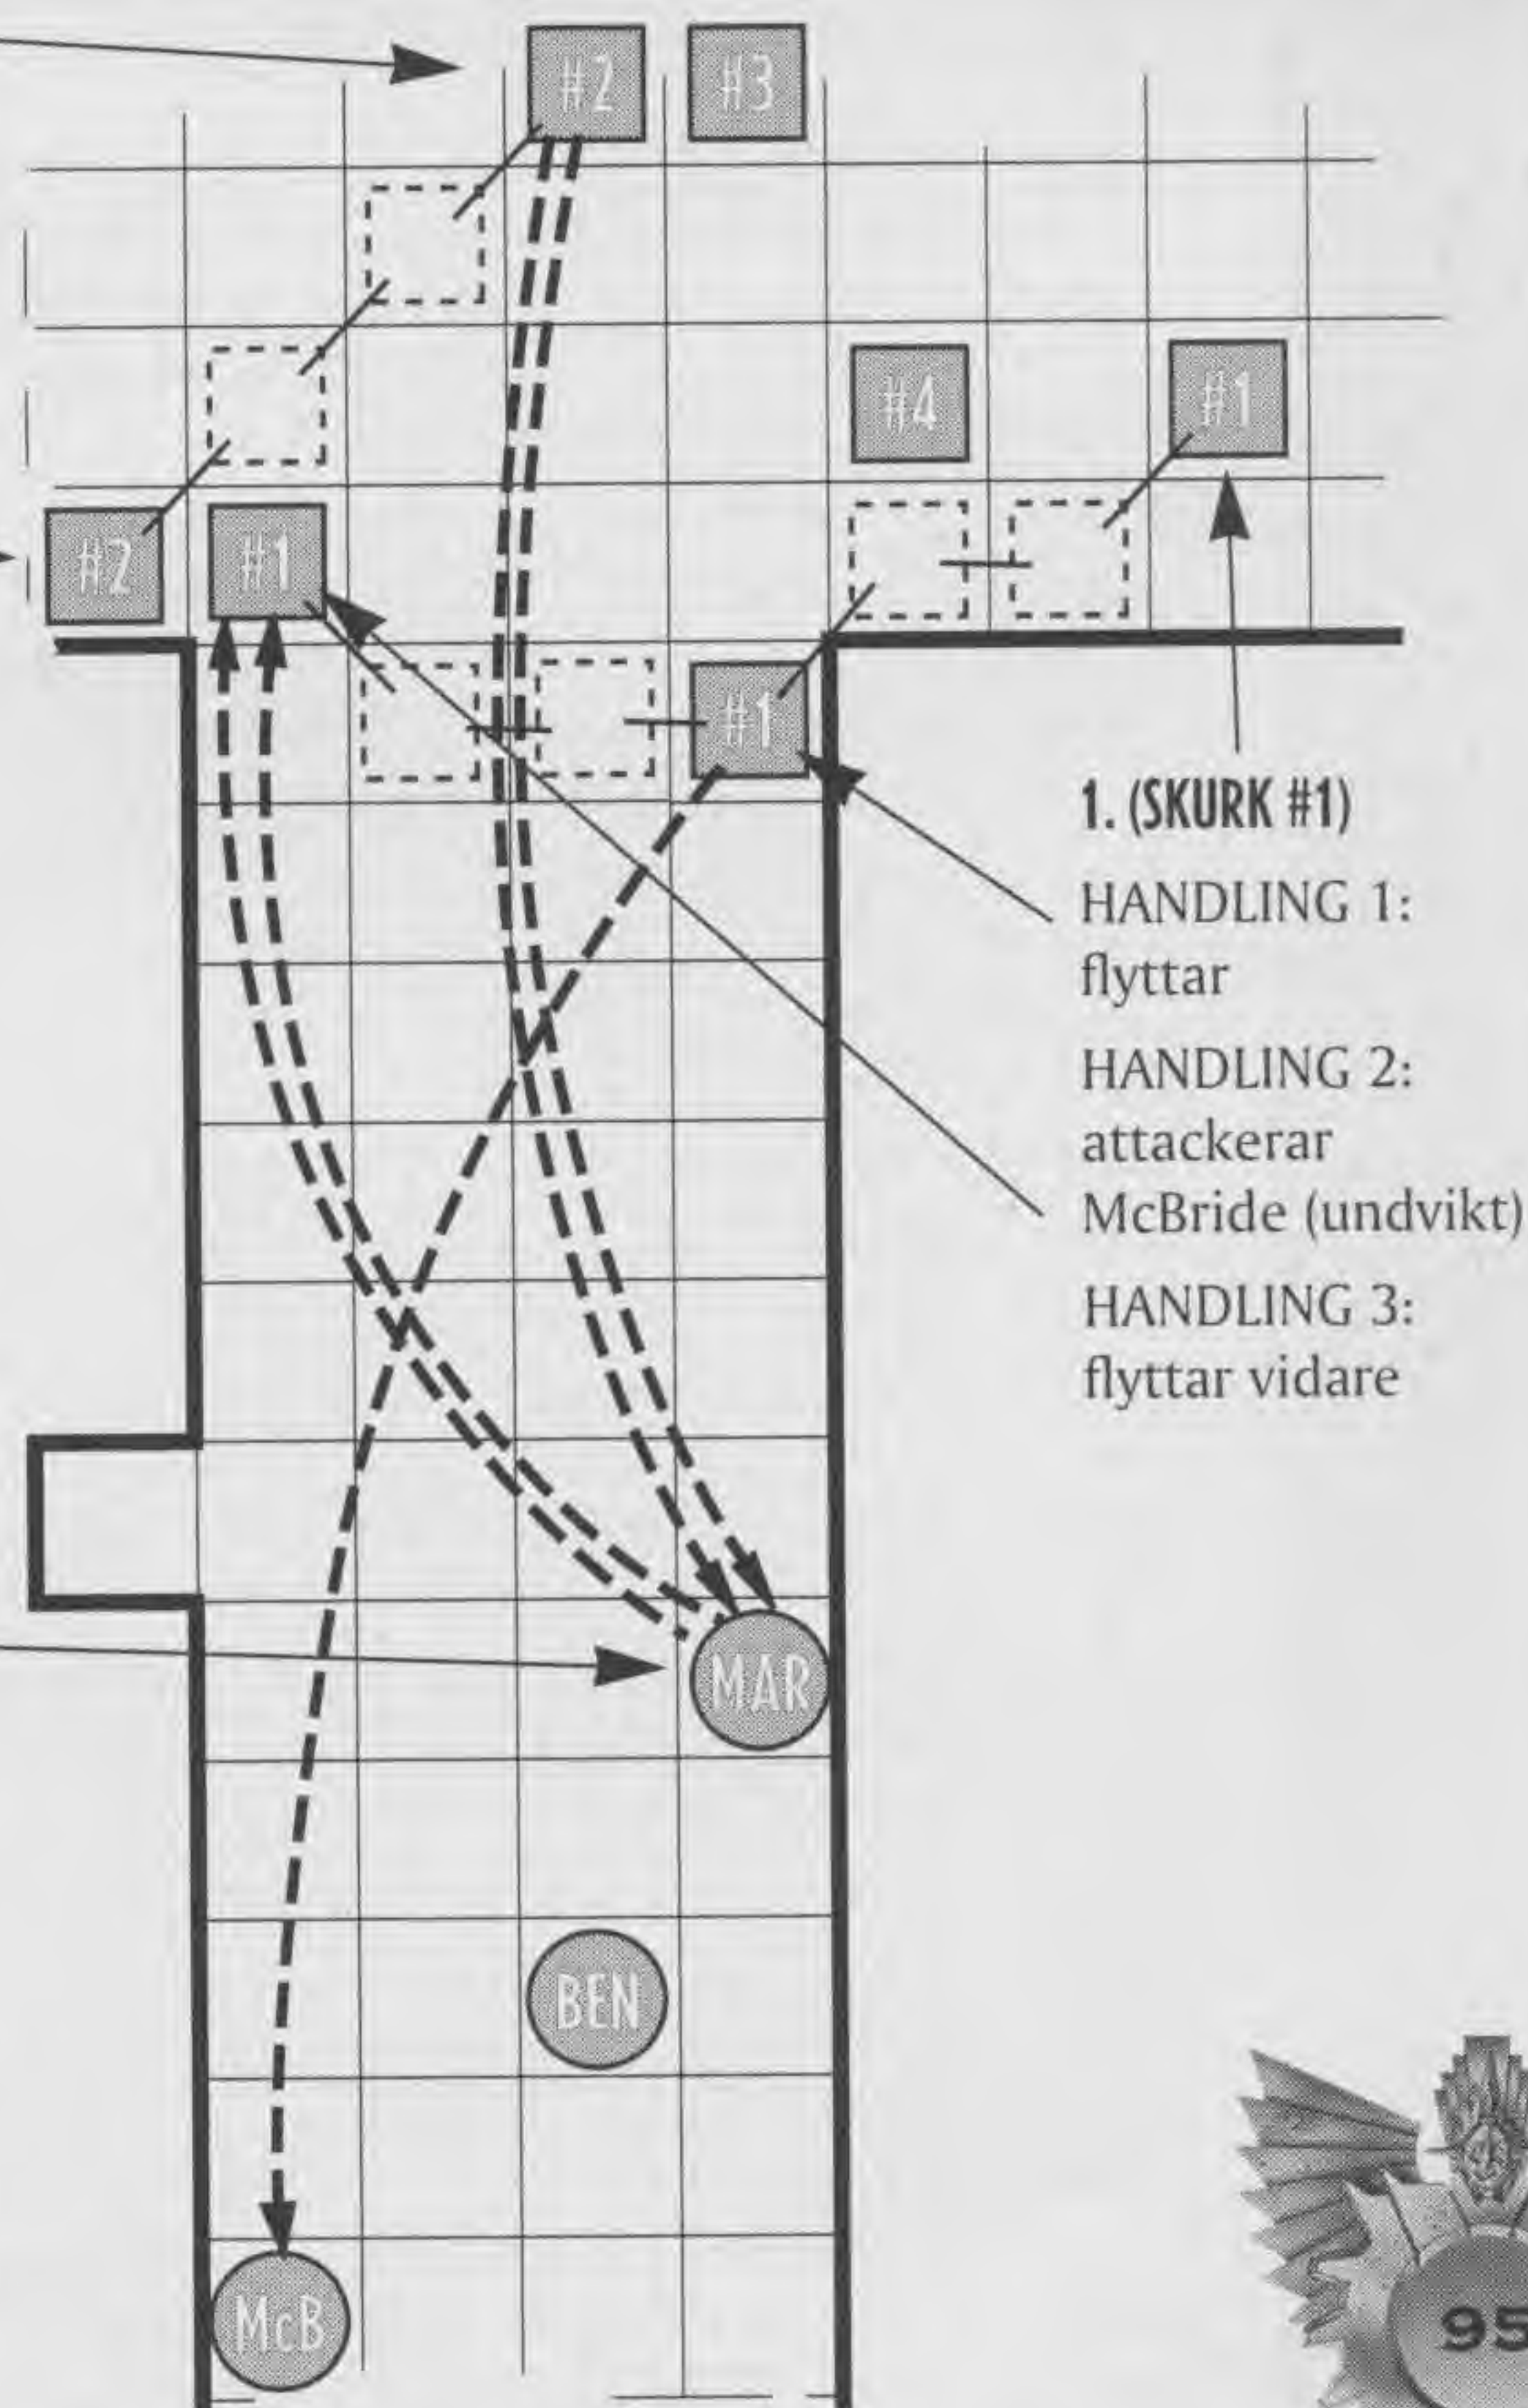 #2 #3
#4 #1
#2 #1
#1
1. (SKURK #1)
HANDLING 1:
flyttar
HANDLING 2:
attackerar
McBride (undvikt)
HANDLING 3:
flyttar vidare
MAR
BEN
McB
95